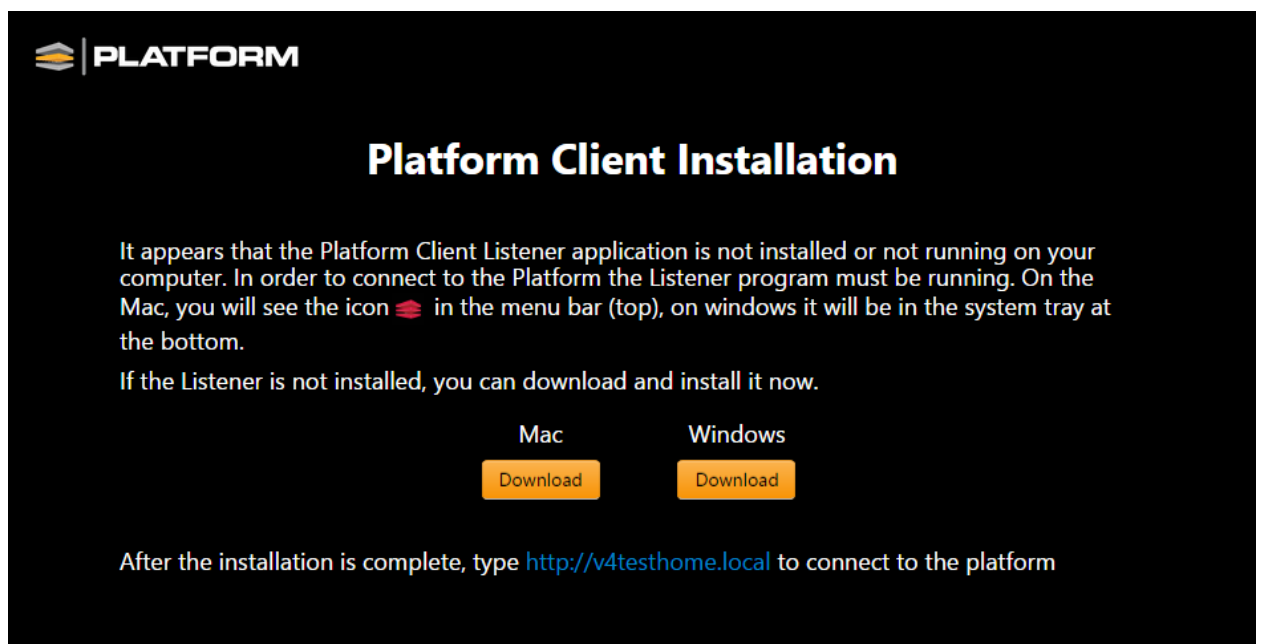 PLATFORM
Platform Client Installation
It appears that the Platform Client Listener application is not installed or not running on your
computer. In order to connect to the Platform the Listener program must be running. On the
Mac, you will see the icon in the menu bar (top), on windows it will be in the system tray at
the bottom.
If the Listener is not installed, you can download and install it now.
Mac Windows
Download Download
After the installation is complete, type http://v4testhome.local to connect to the platform